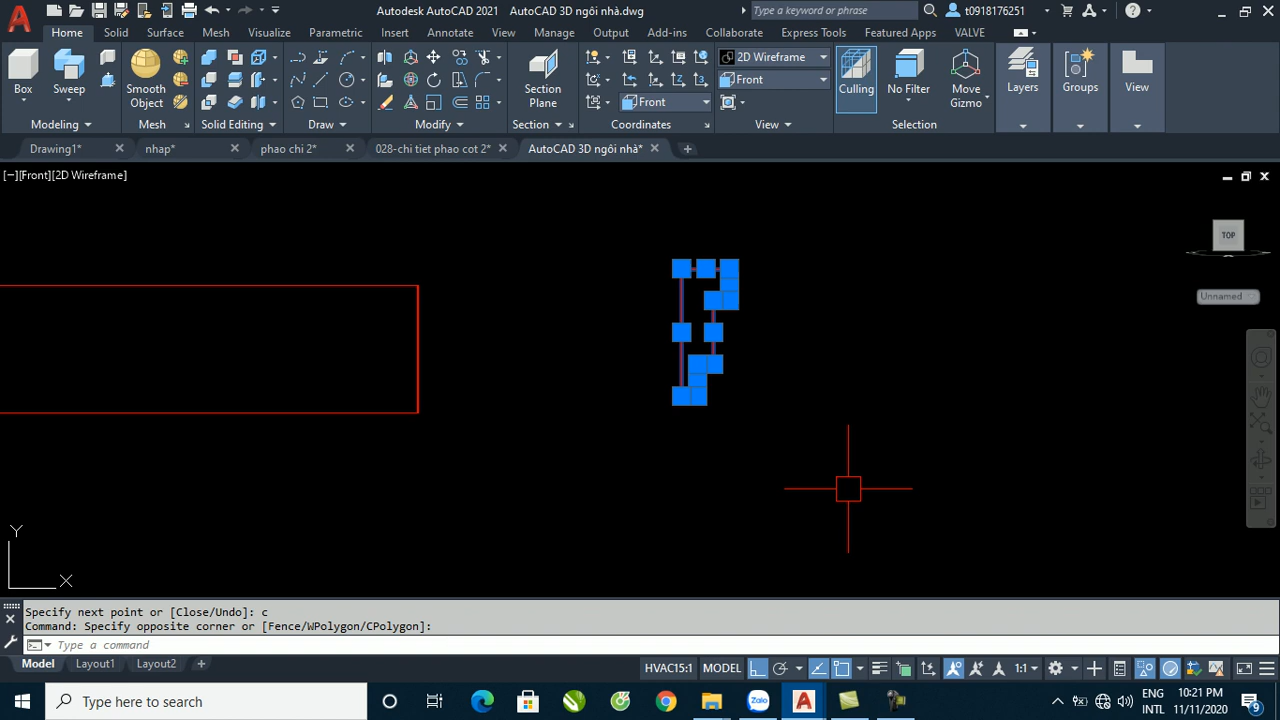 Autodesk AutoCAD 2021 AutoCAD 3D ngôi nhà.dwg
Type a keyword or phrase
t0918176251
Home Solid Surface Mesh Visualize Parametric Insert Annotate View Manage Output Add-ins Collaborate Express Tools Featured Apps VALVE
2D Wireframe
Front
Front
Box Sweep Smooth Object Section Plane Culling No Filter Move Gizmo Layers Groups View
Modeling Mesh Solid Editing Draw Modify Section Coordinates View Selection
Drawing1* nhap* phao chi 2* 028-chi tiet phao cot 2* AutoCAD 3D ngôi nhà*
[−][Front][2D Wireframe]
TOP
Unnamed
Y
X
Specify next point or [Close/Undo]: c
Command: Specify opposite corner or [Fence/WPolygon/CPolygon]:
Type a command
Model Layout1 Layout2 HVAC15:1 MODEL 1:1
Type here to search
Zalo
ENG
INTL
10:21 PM
11/11/2020
9